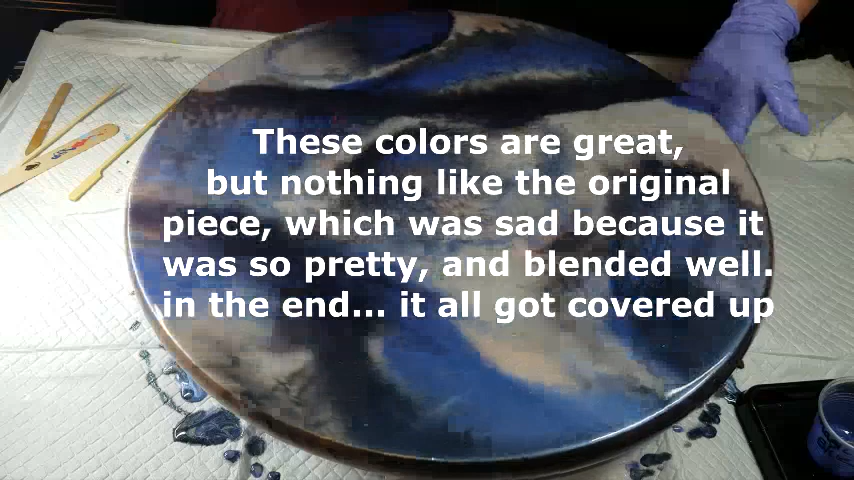 These colors are great,
but nothing like the original
piece, which was sad because it
was so pretty, and blended well.
in the end... it all got covered up